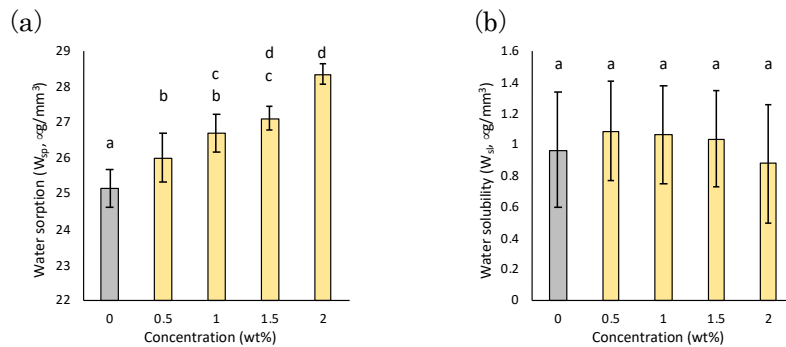 (a)
29
28
27
26
25
24
23
22
Water sorption (Wsp, ∝g/mm³)
a
b
c
b
d
c
d
0 0.5 1 1.5 2
Concentration (wt%)
(b)
1.6
1.4
1.2
1
0.8
0.6
0.4
0.2
0
Water solubility (Wsl, ∝g/mm³)
a a a a a
0 0.5 1 1.5 2
Concentration (wt%)